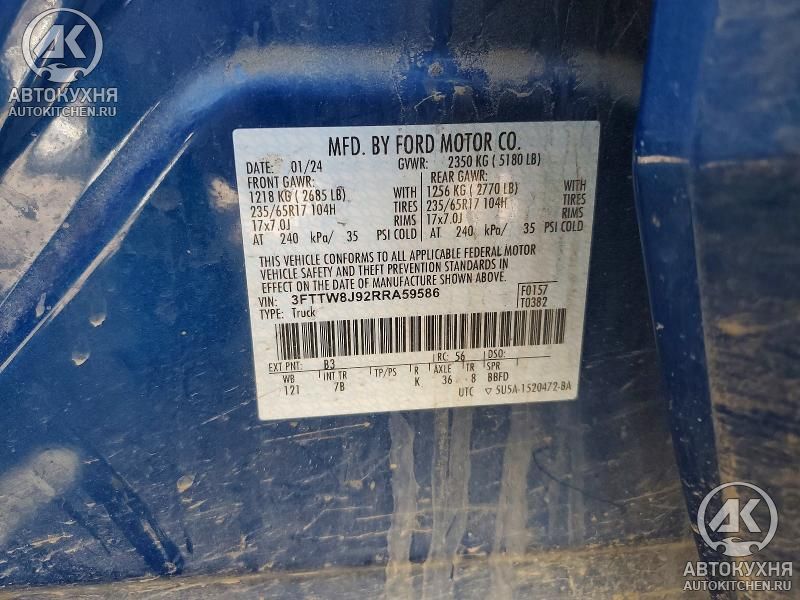 АК
АВТОКУХНЯ
AUTOKITCHEN.RU
MFD. BY FORD MOTOR CO.
DATE: 01/24 GVWR: 2350 KG ( 5180 LB)
FRONT GAWR: REAR GAWR:
1218 KG ( 2685 LB) WITH 1256 KG ( 2770 LB) WITH
235/65R17 104H TIRES 235/65R17 104H TIRES
17x7.0J RIMS 17x7.0J RIMS
AT 240 kPa/ 35 PSI COLD AT 240 kPa/ 35 PSI COLD
THIS VEHICLE CONFORMS TO ALL APPLICABLE FEDERAL MOTOR
VEHICLE SAFETY AND THEFT PREVENTION STANDARDS IN
EFFECT ON THE DATE OF MANUFACTURE SHOWN ABOVE.
VIN: 3FTTW8J92RRA59586 F0157
TYPE: Truck T0382
EXT PNT: B3 RC: 56 DSO:
WB INT TR TP/PS R AXLE TR SPR
121 7B K 36 8 BBFD
UTC ▽ 5U5A-1520472-BA
АК
АВТОКУХНЯ
AUTOKITCHEN.RU